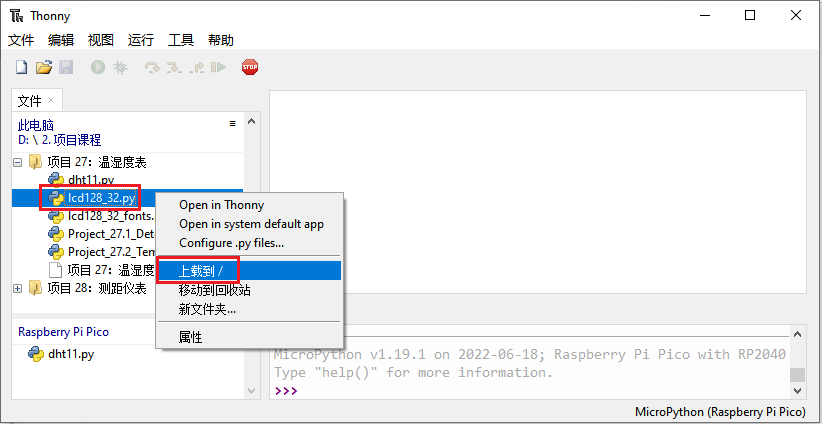 Thonny
文件 编辑 视图 运行 工具 帮助
STOP
文件
此电脑
D: \ 2. 项目课程
项目 27：温湿度表
dht11.py
lcd128_32.py
lcd128_32_fonts.
Project_27.1_Det
Project_27.2_Tem
项目 27：温湿度
项目 28：测距仪表
Open in Thonny
Open in system default app
Configure .py files...
上载到 /
移动到回收站
新文件夹...
属性
Raspberry Pi Pico
dht11.py
MicroPython v1.19.1 on 2022-06-18; Raspberry Pi Pico with RP2040
Type "help()" for more information.
>>>
MicroPython (Raspberry Pi Pico)